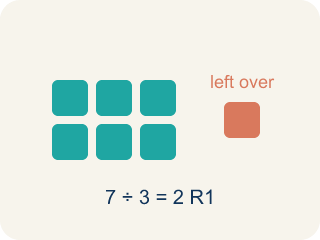 left over
7 ÷ 3 = 2 R1